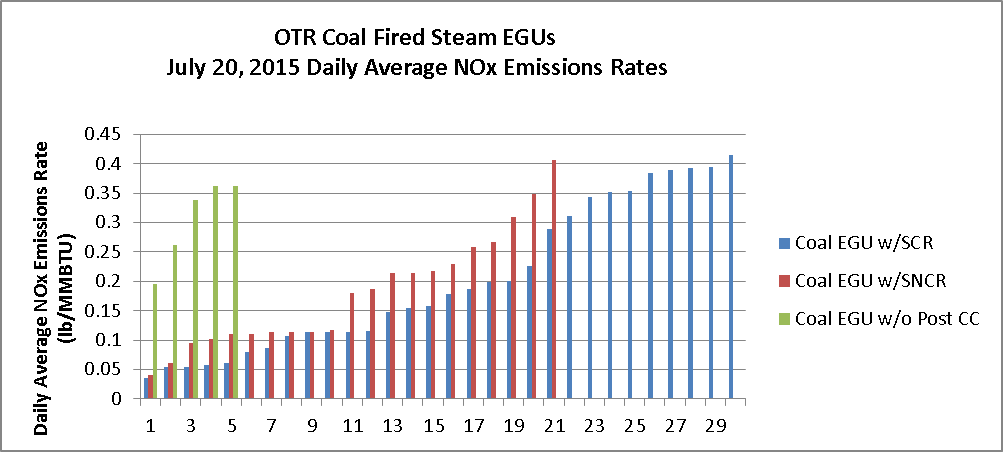 OTR Coal Fired Steam EGUs
July 20, 2015 Daily Average NOx Emissions Rates
Daily Average NOx Emissions Rate
(lb/MMBTU)
0.45
0.4
0.35
0.3
0.25
0.2
0.15
0.1
0.05
0
1 3 5 7 9 11 13 15 17 19 21 23 25 27 29
Coal EGU w/SCR
Coal EGU w/SNCR
Coal EGU w/o Post CC